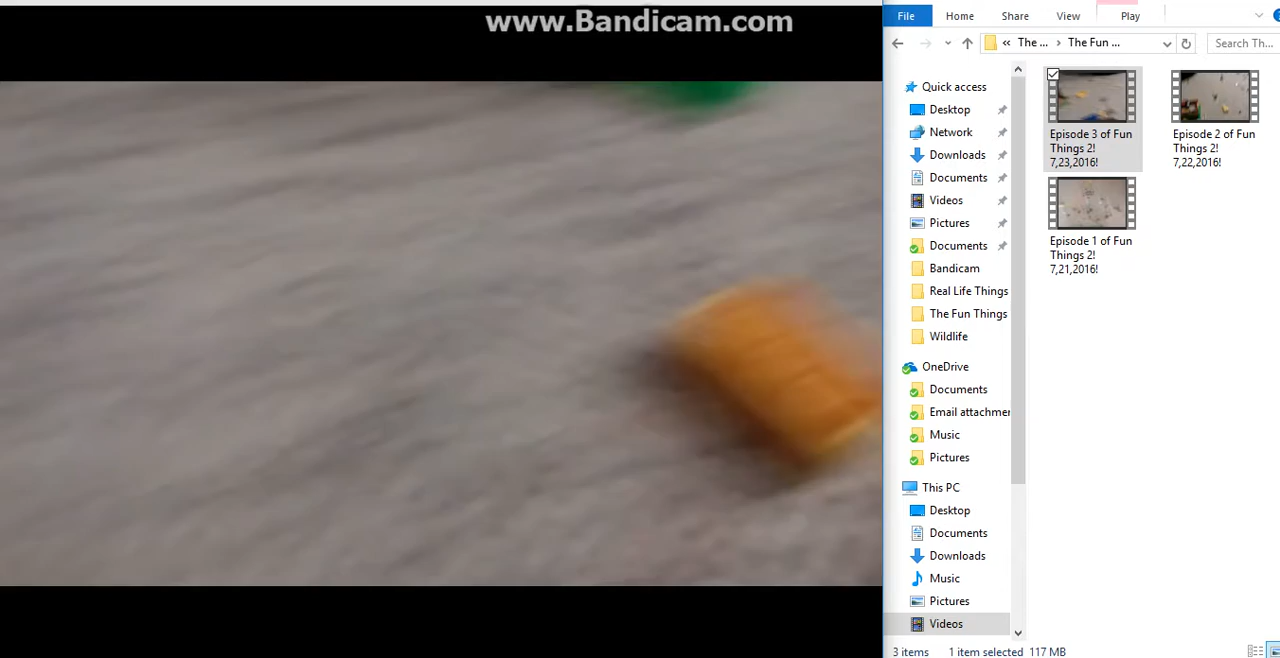 www.Bandicam.com
File Home Share View Play
« The ... › The Fun ... Search Th...
Quick access
Desktop
Network
Downloads
Documents
Videos
Pictures
Documents
Bandicam
Real Life Things
The Fun Things
Wildlife
OneDrive
Documents
Email attachmer
Music
Pictures
This PC
Desktop
Documents
Downloads
Music
Pictures
Videos
Episode 3 of Fun
Things 2!
7,23,2016!
Episode 2 of Fun
Things 2!
7,22,2016!
Episode 1 of Fun
Things 2!
7,21,2016!
3 items 1 item selected 117 MB